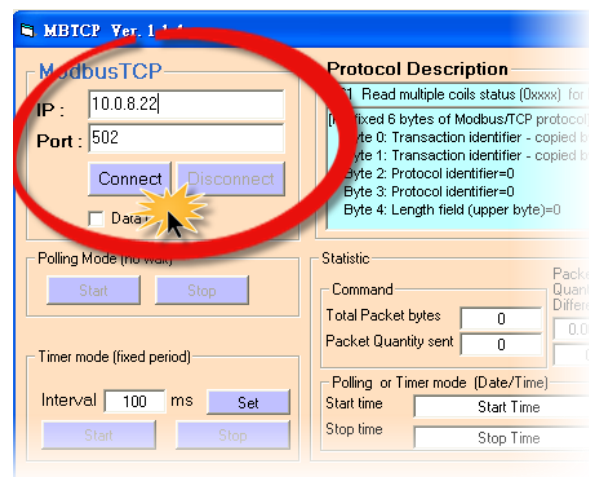 MBTCP Ver. 1.1.4
ModbusTCP
IP : 10.0.8.22
Port : 502
Connect Disconnect
Data
Polling Mode (no wait)
Start Stop
Timer mode (fixed period)
Interval 100 ms Set
Start Stop
Protocol Description
Read multiple coils status (0xxxx) for
fixed 6 bytes of Modbus/TCP protocol
Byte 0: Transaction identifier - copied
Byte 1: Transaction identifier - copied
Byte 2: Protocol identifier=0
Byte 3: Protocol identifier=0
Byte 4: Length field (upper byte)=0
Statistic
Command
Total Packet bytes 0
Packet Quantity sent 0
Polling or Timer mode (Date/Time)
Start time Start Time
Stop time Stop Time